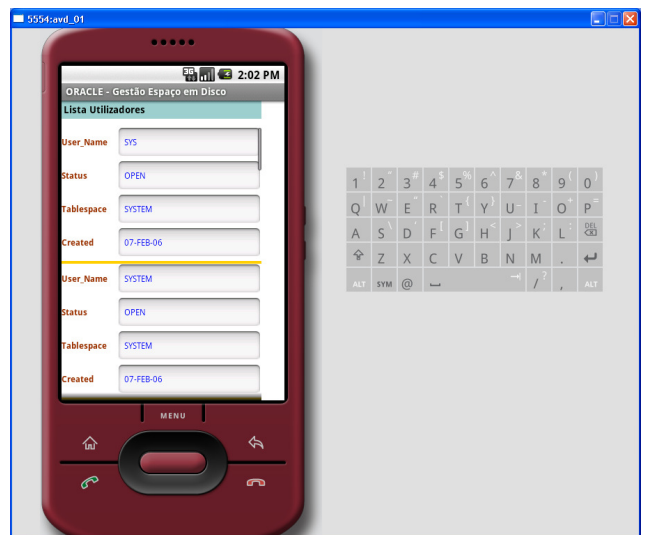 5554:avd_01
3G 2:02 PM
ORACLE - Gestão Espaço em Disco
Lista Utilizadores
User_Name SYS
Status OPEN
Tablespace SYSTEM
Created 07-FEB-06
User_Name SYSTEM
Status OPEN
Tablespace SYSTEM
Created 07-FEB-06
MENU
1 ! 2 " 3 # 4 $ 5 % 6 ^ 7 & 8 * 9 ( 0 )
Q W E R T { Y } U I O P
A S D F [ G ] H < J > K L DEL
Z X C V B N M .
ALT SYM @ / ? , ALT